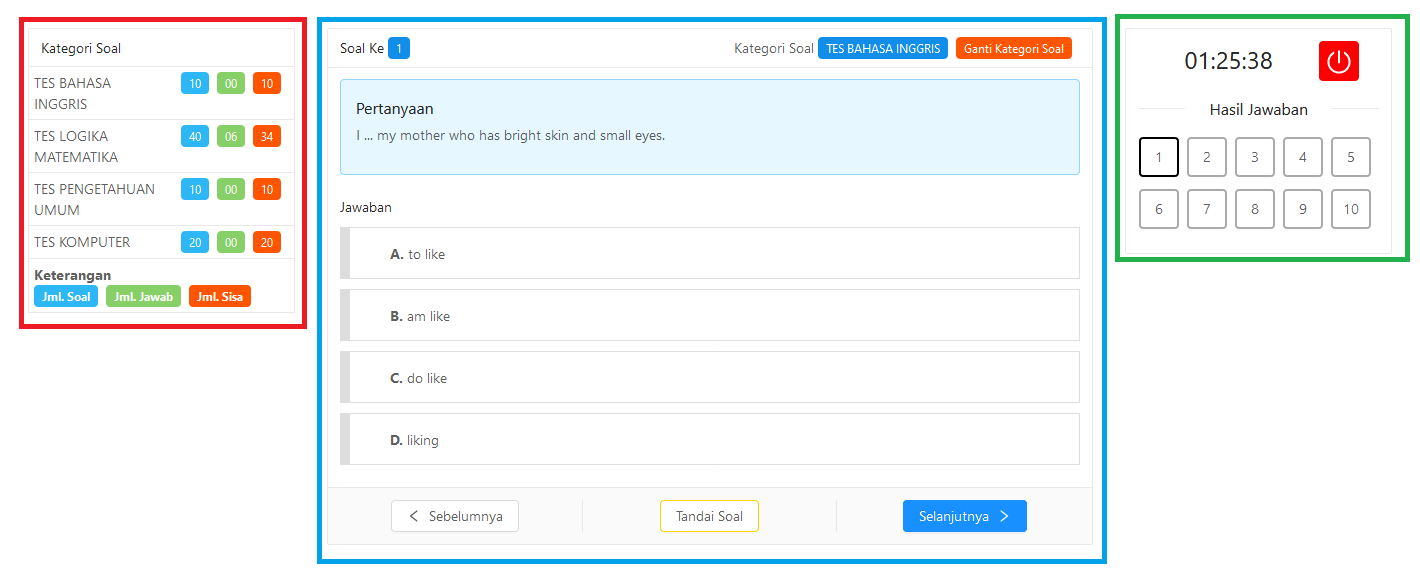 Kategori Soal
TES BAHASA INGGRIS 10 00 10
TES LOGIKA MATEMATIKA 40 06 34
TES PENGETAHUAN UMUM 10 00 10
TES KOMPUTER 20 00 20
Keterangan
Jml. Soal Jml. Jawab Jml. Sisa
Soal Ke 1 Kategori Soal TES BAHASA INGGRIS Ganti Kategori Soal
Pertanyaan
I ... my mother who has bright skin and small eyes.
Jawaban
A. to like
B. am like
C. do like
D. liking
Sebelumnya Tandai Soal Selanjutnya
01:25:38
Hasil Jawaban
1 2 3 4 5
6 7 8 9 10